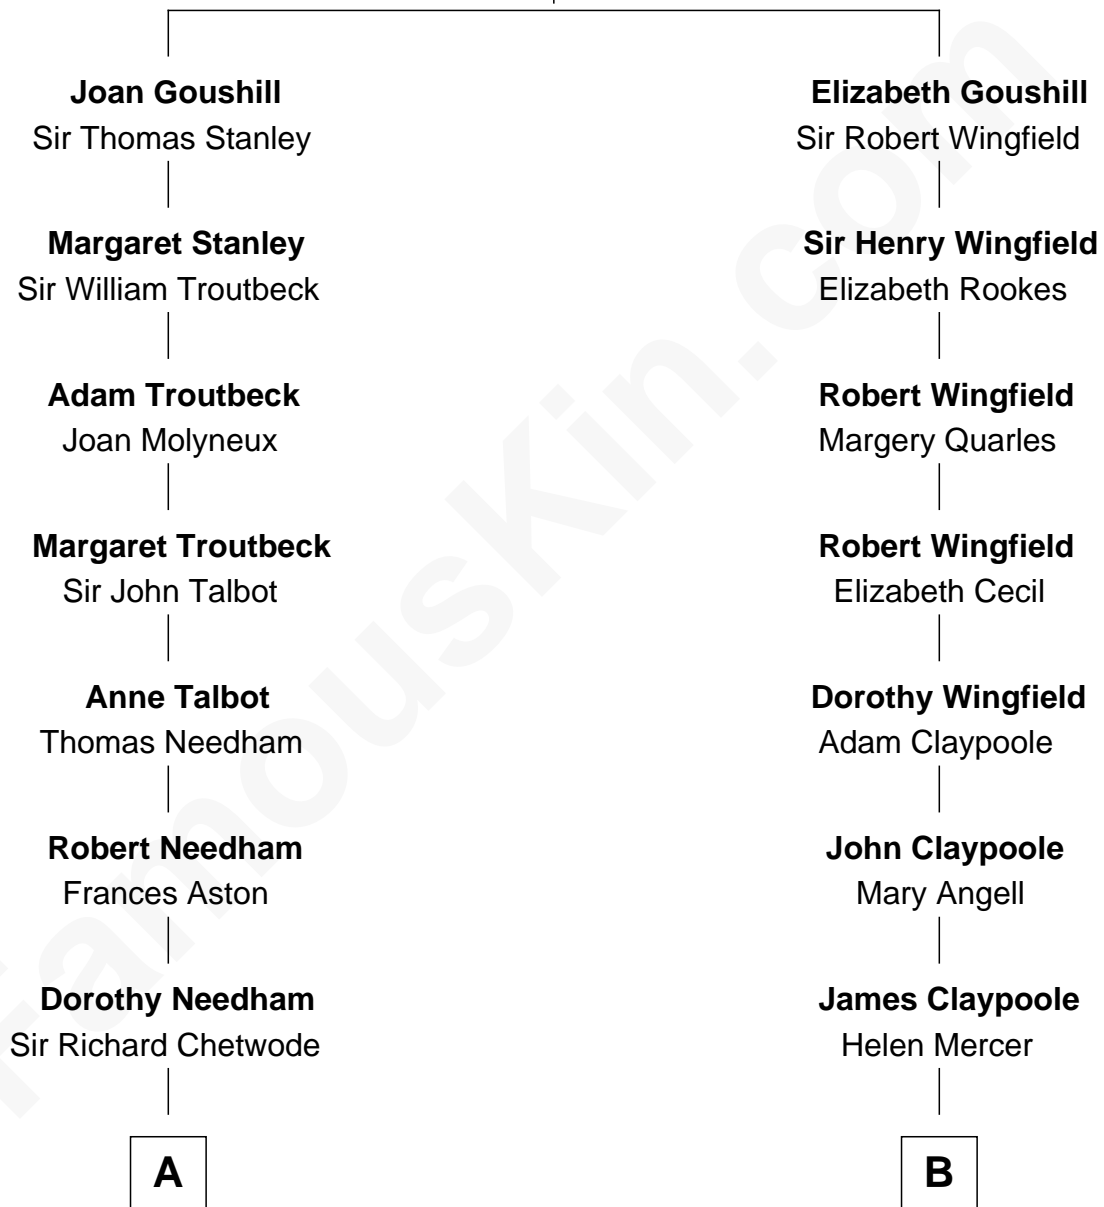 Joan Goushill
Sir Thomas Stanley
Margaret Stanley
Sir William Troutbeck
Adam Troutbeck
Joan Molyneux
Margaret Troutbeck
Sir John Talbot
Anne Talbot
Thomas Needham
Robert Needham
Frances Aston
Dorothy Needham
Sir Richard Chetwode
A
Elizabeth Goushill
Sir Robert Wingfield
Sir Henry Wingfield
Elizabeth Rookes
Robert Wingfield
Margery Quarles
Robert Wingfield
Elizabeth Cecil
Dorothy Wingfield
Adam Claypoole
John Claypoole
Mary Angell
James Claypoole
Helen Mercer
B
FamousKin.com